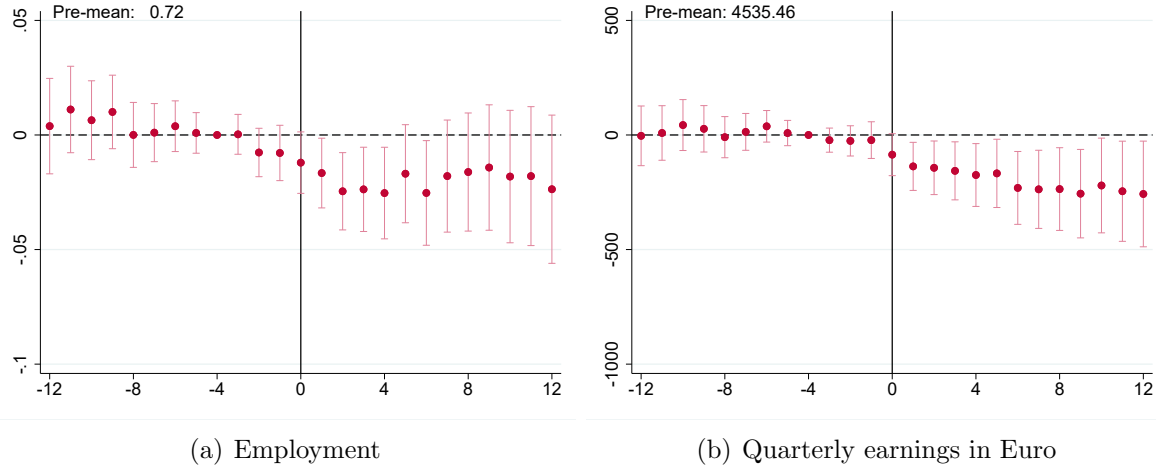 Pre-mean: 0.72
.05
0
-.05
-.1
-12 -8 -4 0 4 8 12
(a) Employment
Pre-mean: 4535.46
500
0
-500
-1000
-12 -8 -4 0 4 8 12
(b) Quarterly earnings in Euro